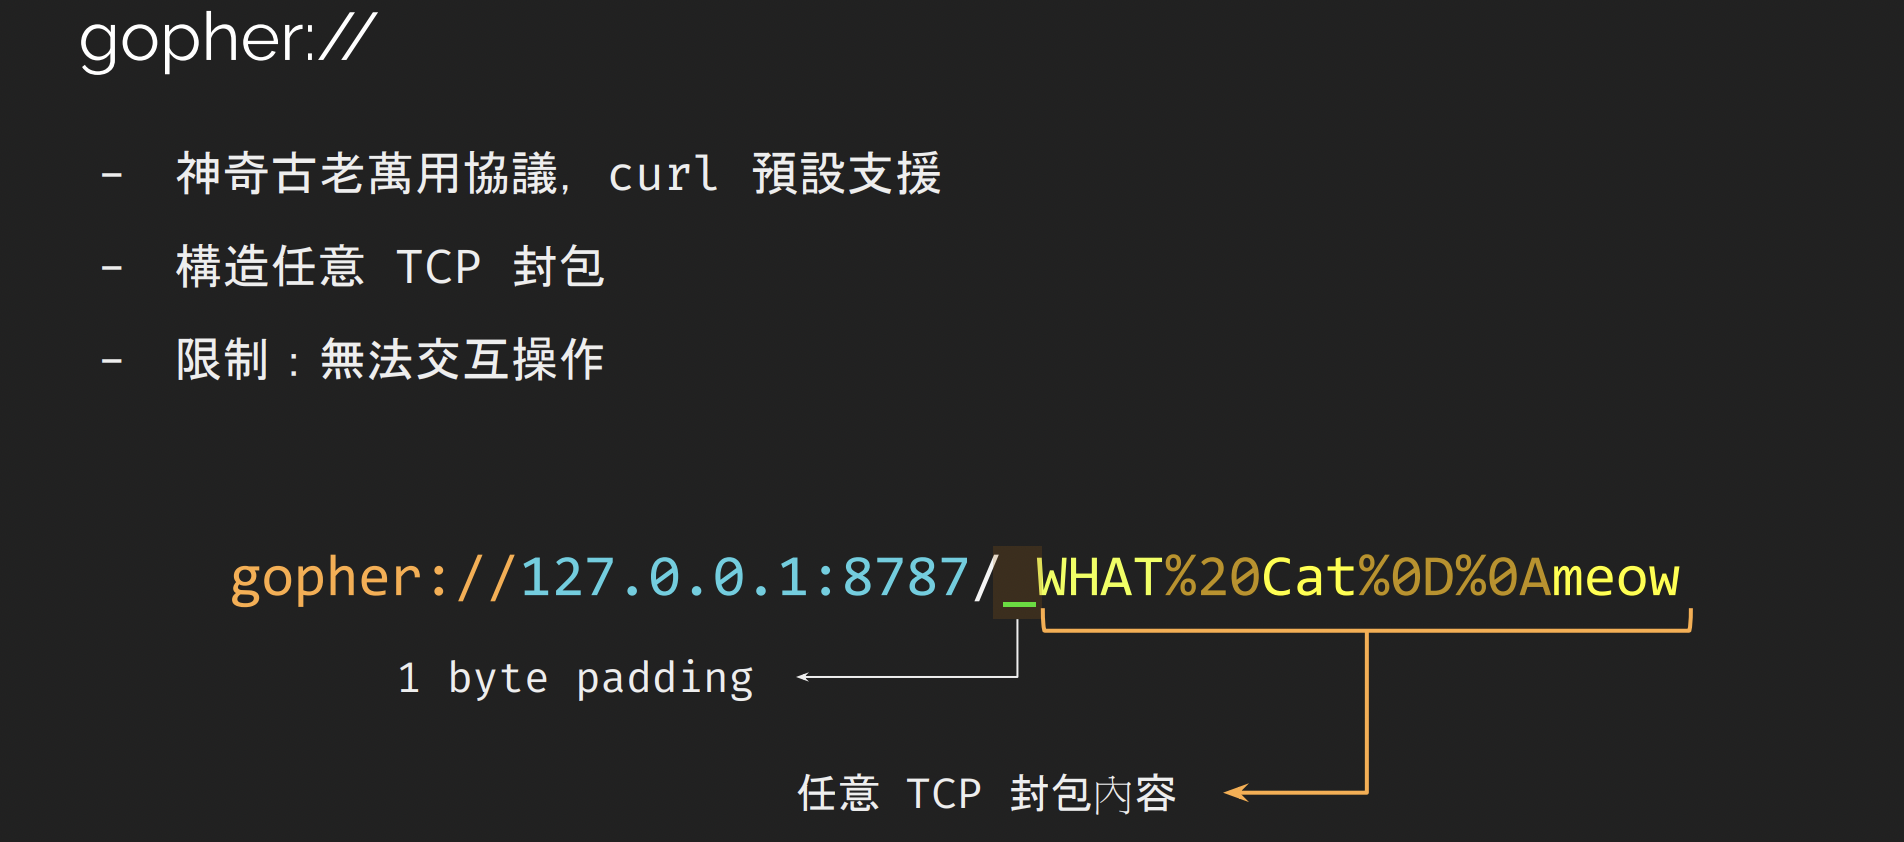 gopher://
- 神奇古老萬用協議, curl 預設支援
- 構造任意 TCP 封包
- 限制：無法交互操作
gopher://127.0.0.1:8787/_WHAT%20Cat%0D%0Ameow
1 byte padding
任意 TCP 封包內容